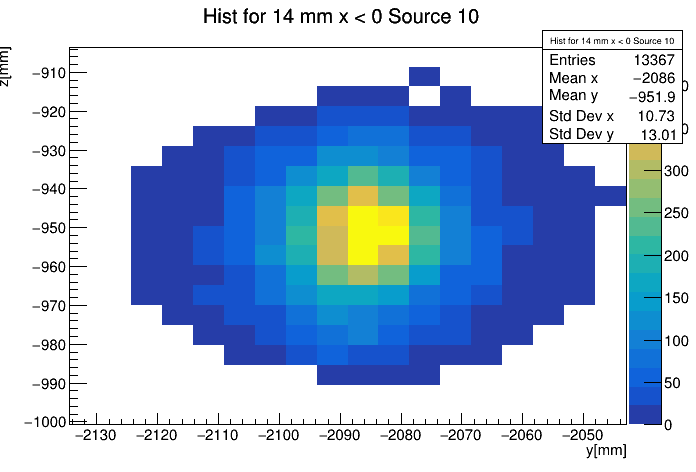 Hist for 14 mm x < 0 Source 10
Hist for 14 mm x < 0 Source 10
Entries 13367
Mean x −2086
Mean y −951.9
Std Dev x 10.73
Std Dev y 13.01
z[mm]
−910
−920
−930
−940
−950
−960
−970
−980
−990
−1000
−2130 −2120 −2110 −2100 −2090 −2080 −2070 −2060 −2050
y[mm]
300
250
200
150
100
50
0